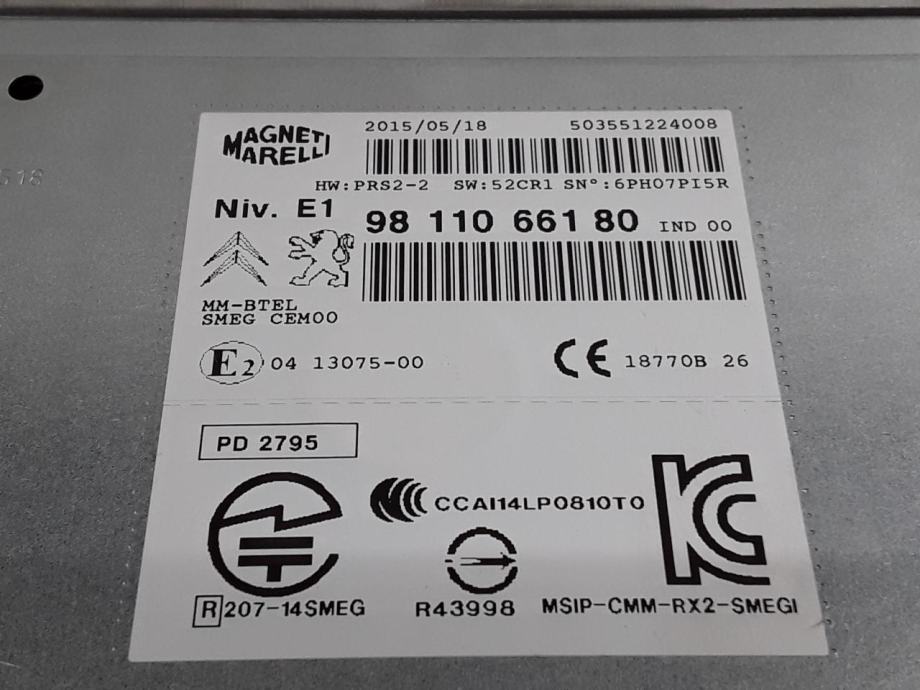 MAGNETI
MARELLI
2015/05/18 503551224008
HW:PRS2-2 SW:52CR1 SN°:6PH07PI5R
Niv. E1
98 110 661 80 IND 00
MM-BTEL
SMEG CEM00
E2 04 13075-00
CE 18770B 26
PD 2795
CCAI14LP0810T0
KC
R 207-14SMEG
R43998
MSIP-CMM-RX2-SMEGI